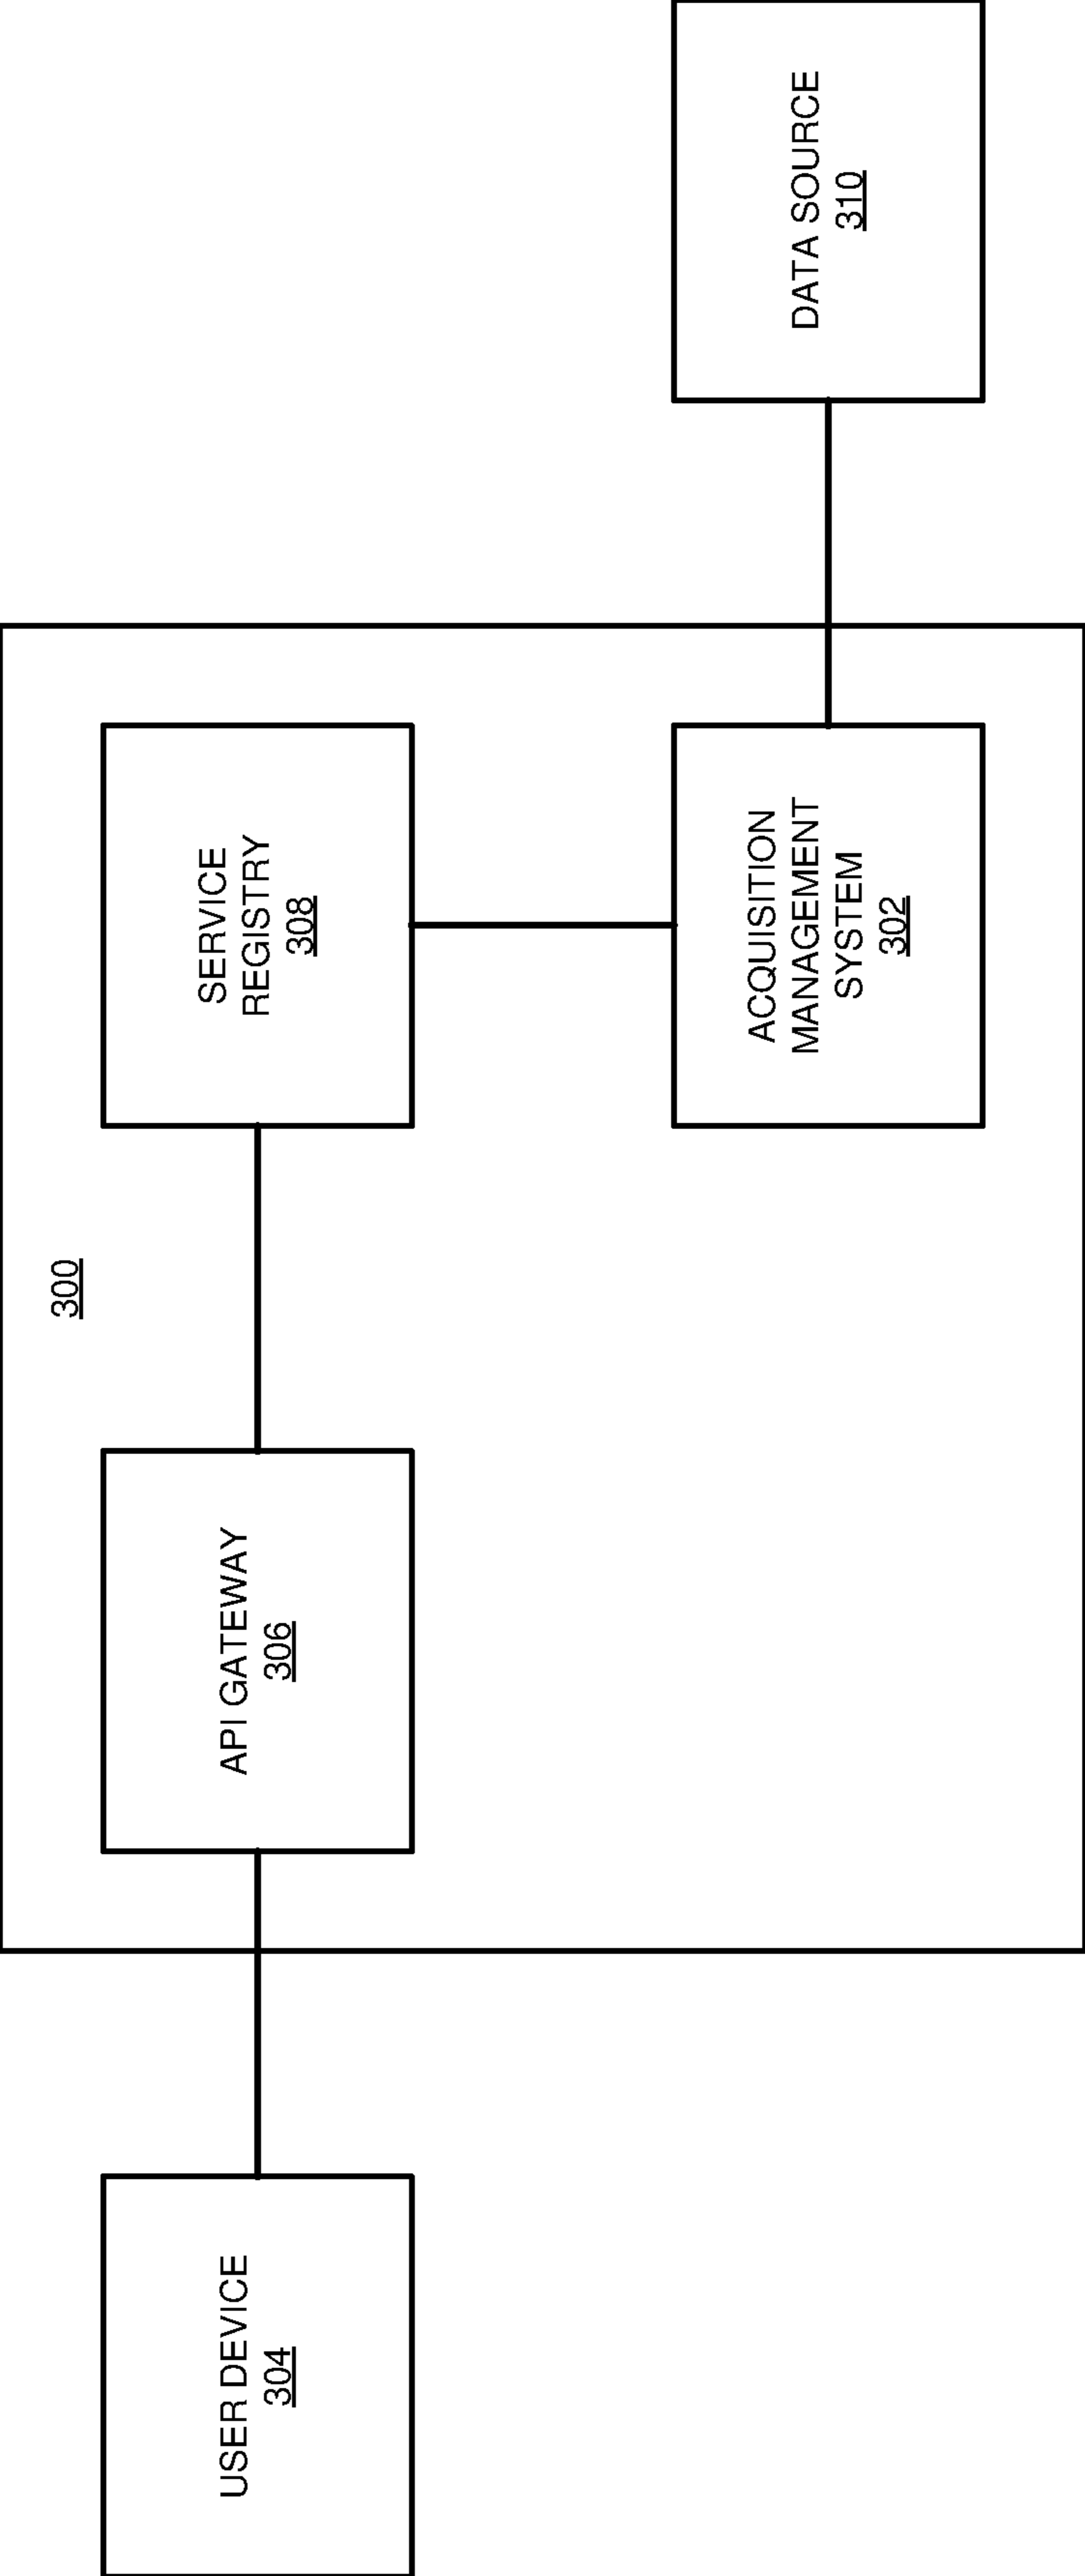 300
USER DEVICE
304
API GATEWAY
306
SERVICE
REGISTRY
308
ACQUISITION
MANAGEMENT
SYSTEM
302
DATA SOURCE
310